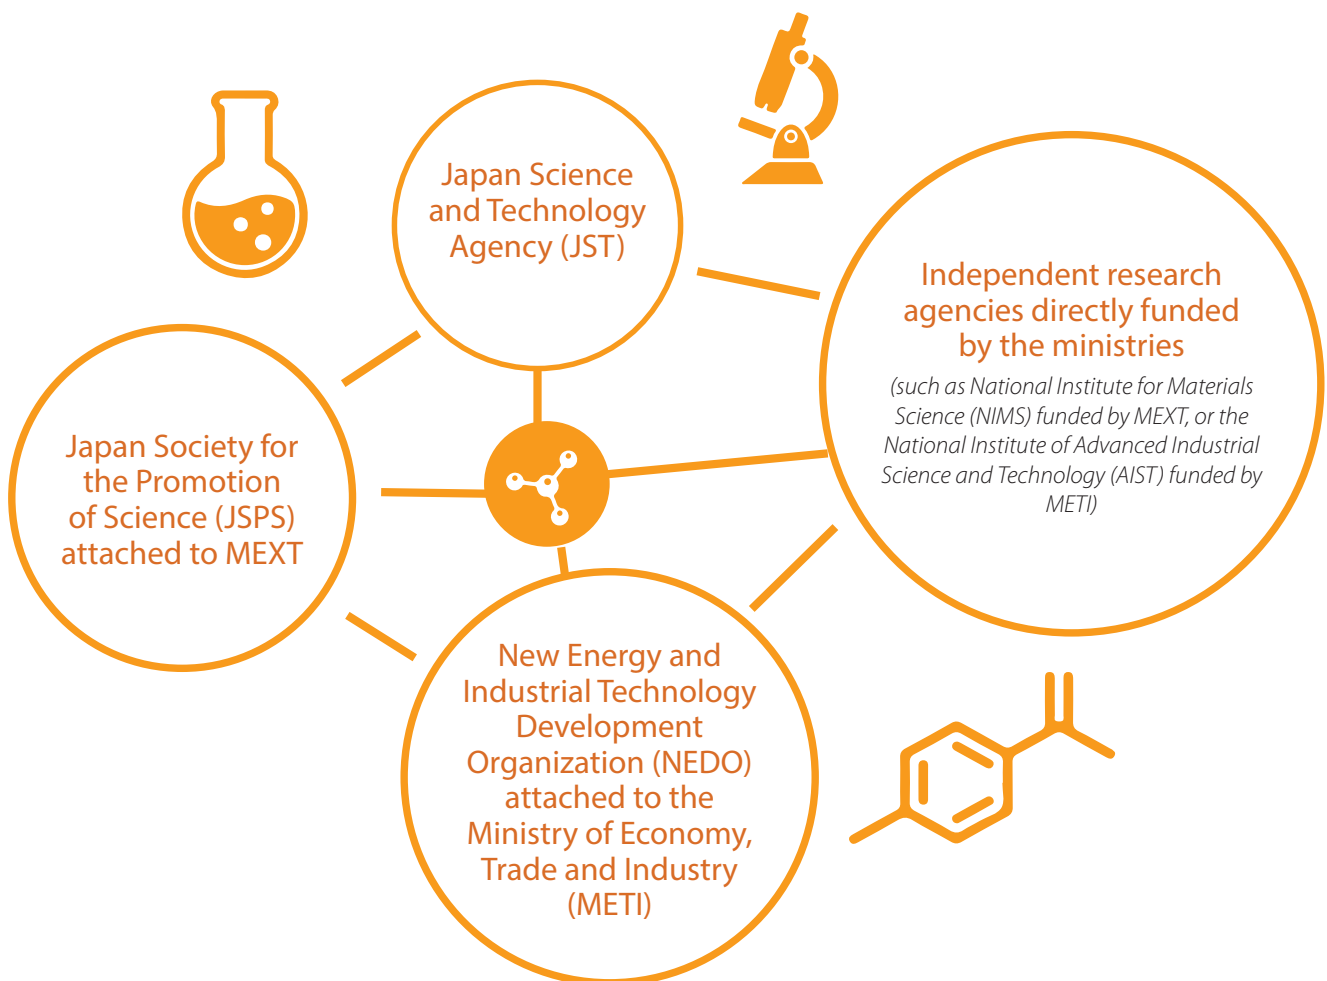 Japan Science
and Technology
Agency (JST)
Independent research
agencies directly funded
by the ministries
(such as National Institute for Materials
Science (NIMS) funded by MEXT, or the
National Institute of Advanced Industrial
Science and Technology (AIST) funded by
METI)
Japan Society for
the Promotion
of Science (JSPS)
attached to MEXT
New Energy and
Industrial Technology
Development
Organization (NEDO)
attached to the
Ministry of Economy,
Trade and Industry
(METI)